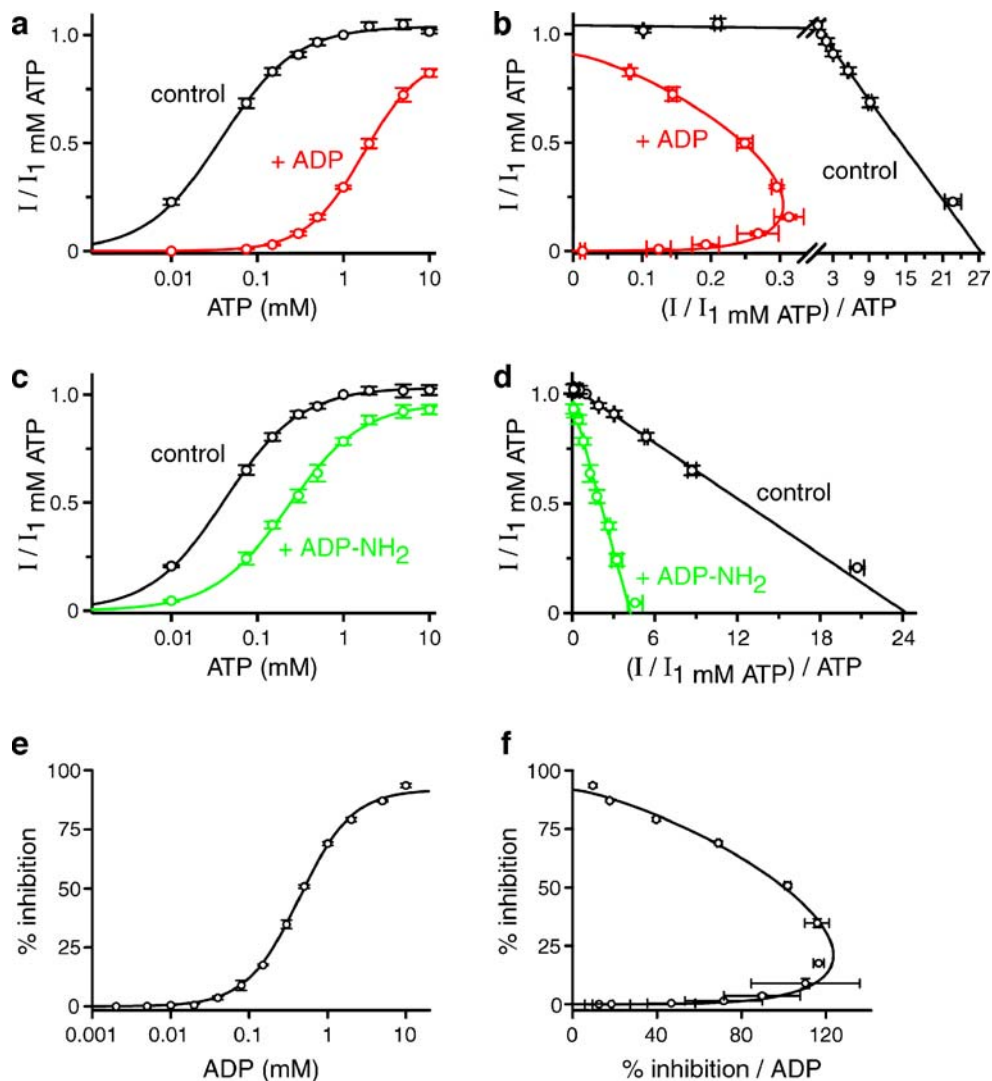 a
I / I1 mM ATP
1.0
0.5
0
control
+ ADP
0.01 0.1 1 10
ATP (mM)
b
I / I1 mM ATP
1.0
0.5
0
+ ADP
control
0 0.1 0.2 0.3 3 9 15 21 27
(I / I1 mM ATP) / ATP
c
I / I1 mM ATP
1.0
0.5
0
control
+ ADP-NH2
0.01 0.1 1 10
ATP (mM)
d
I / I1 mM ATP
1.0
0.5
0
control
+ ADP-NH2
0 6 12 18 24
(I / I1 mM ATP) / ATP
e
% inhibition
100
75
50
25
0
0.001 0.01 0.1 1 10
ADP (mM)
f
% inhibition
100
75
50
25
0
0 40 80 120
% inhibition / ADP